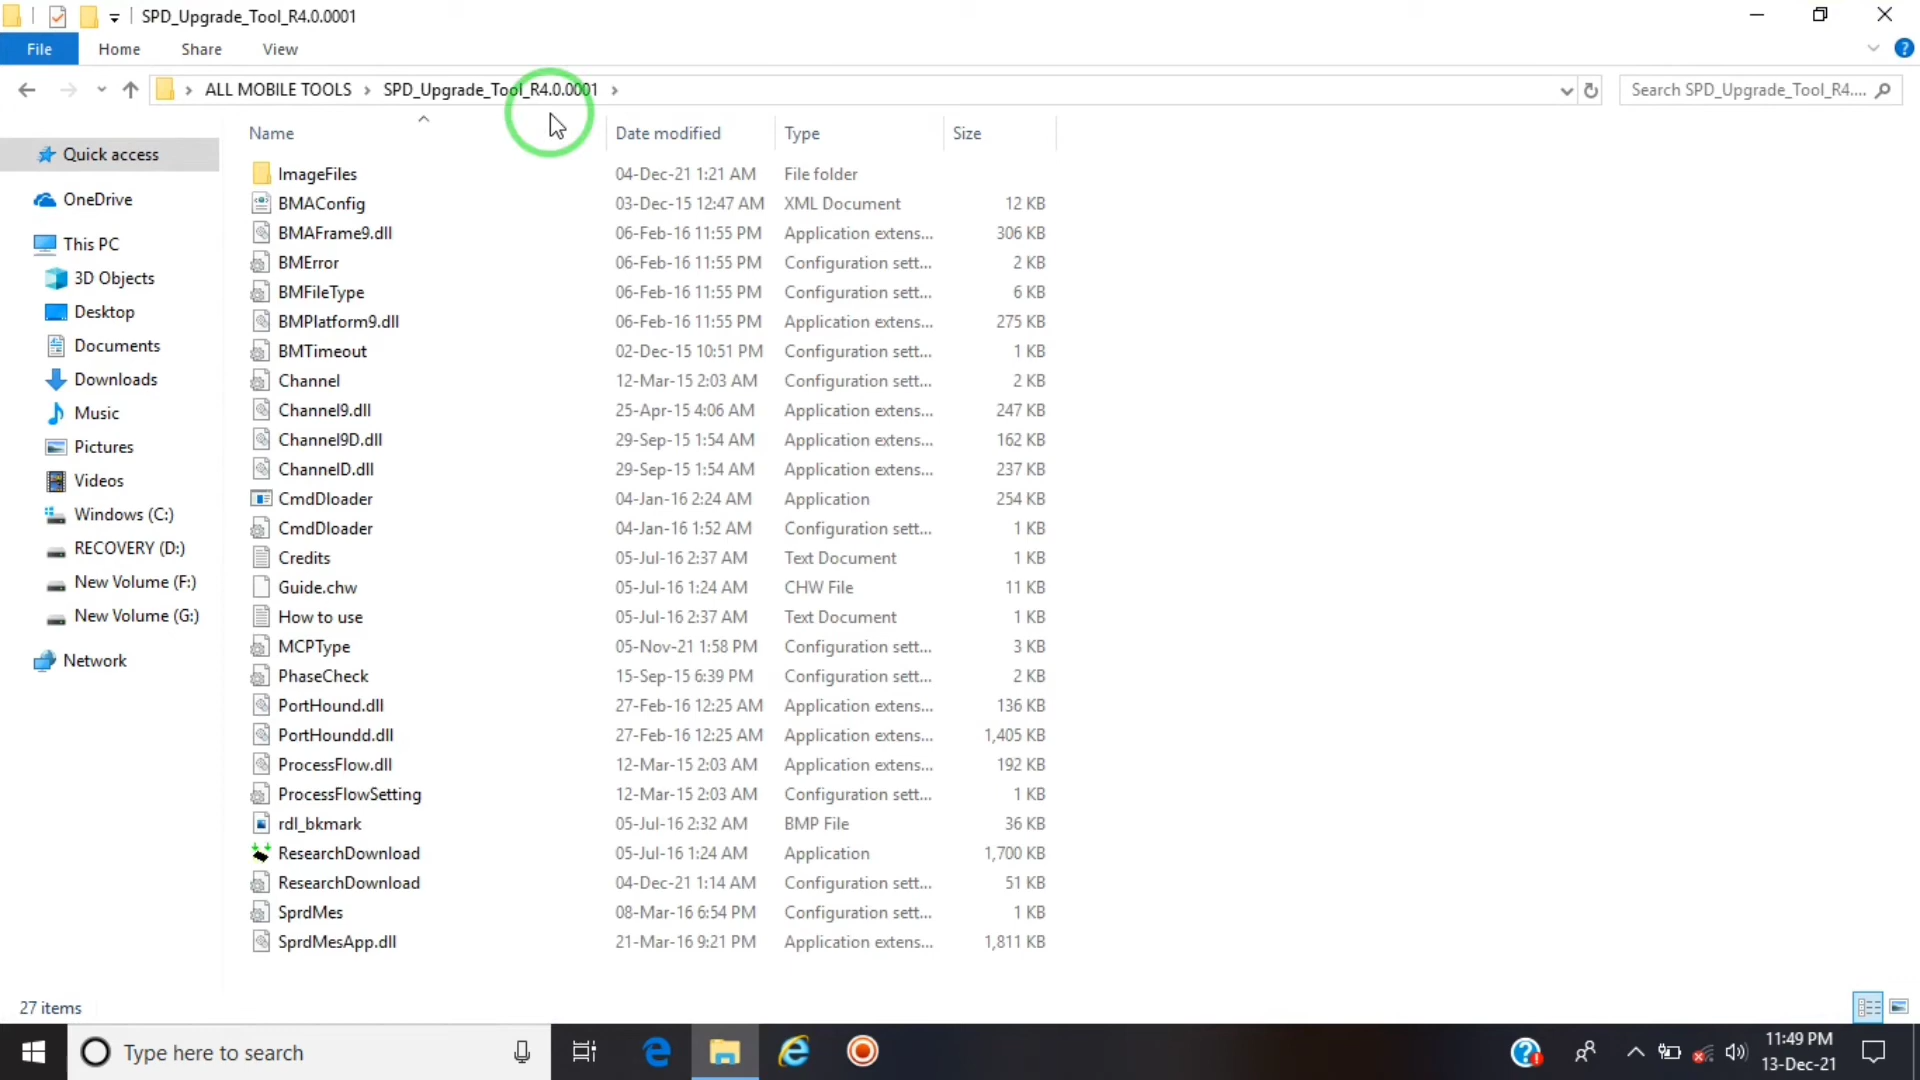 SPD_Upgrade_Tool_R4.0.0001
File Home Share View
ALL MOBILE TOOLS SPD_Upgrade_Tool_R4.0.0001
Search SPD_Upgrade_Tool_R4....
Name Date modified Type Size
Quick access
OneDrive
This PC
3D Objects
Desktop
Documents
Downloads
Music
Pictures
Videos
Windows (C:)
RECOVERY (D:)
New Volume (F:)
New Volume (G:)
Network
ImageFiles 04-Dec-21 1:21 AM File folder
BMAConfig 03-Dec-15 12:47 AM XML Document 12 KB
BMAFrame9.dll 06-Feb-16 11:55 PM Application extens... 306 KB
BMError 06-Feb-16 11:55 PM Configuration sett... 2 KB
BMFileType 06-Feb-16 11:55 PM Configuration sett... 6 KB
BMPlatform9.dll 06-Feb-16 11:55 PM Application extens... 275 KB
BMTimeout 02-Dec-15 10:51 PM Configuration sett... 1 KB
Channel 12-Mar-15 2:03 AM Configuration sett... 2 KB
Channel9.dll 25-Apr-15 4:06 AM Application extens... 247 KB
Channel9D.dll 29-Sep-15 1:54 AM Application extens... 162 KB
ChannelD.dll 29-Sep-15 1:54 AM Application extens... 237 KB
CmdDloader 04-Jan-16 2:24 AM Application 254 KB
CmdDloader 04-Jan-16 1:52 AM Configuration sett... 1 KB
Credits 05-Jul-16 2:37 AM Text Document 1 KB
Guide.chw 05-Jul-16 1:24 AM CHW File 11 KB
How to use 05-Jul-16 2:37 AM Text Document 1 KB
MCPType 05-Nov-21 1:58 PM Configuration sett... 3 KB
PhaseCheck 15-Sep-15 6:39 PM Configuration sett... 2 KB
PortHound.dll 27-Feb-16 12:25 AM Application extens... 136 KB
PortHoundd.dll 27-Feb-16 12:25 AM Application extens... 1,405 KB
ProcessFlow.dll 12-Mar-15 2:03 AM Application extens... 192 KB
ProcessFlowSetting 12-Mar-15 2:03 AM Configuration sett... 1 KB
rdl_bkmark 05-Jul-16 2:32 AM BMP File 36 KB
ResearchDownload 05-Jul-16 1:24 AM Application 1,700 KB
ResearchDownload 04-Dec-21 1:14 AM Configuration sett... 51 KB
SprdMes 08-Mar-16 6:54 PM Configuration sett... 1 KB
SprdMesApp.dll 21-Mar-16 9:21 PM Application extens... 1,811 KB
27 items
Type here to search
11:49 PM
13-Dec-21